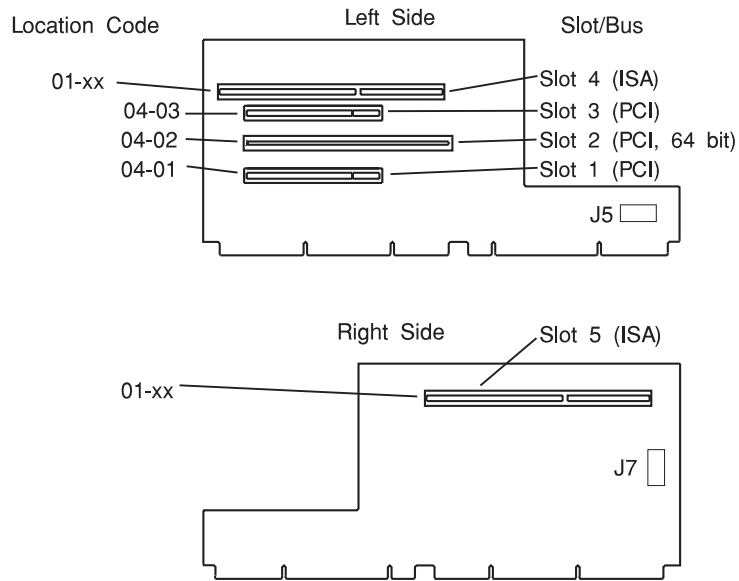 Location Code Left Side Slot/Bus
01-xx Slot 4 (ISA)
04-03 Slot 3 (PCI)
04-02 Slot 2 (PCI, 64 bit)
04-01 Slot 1 (PCI)
J5
Right Side Slot 5 (ISA)
01-xx
J7